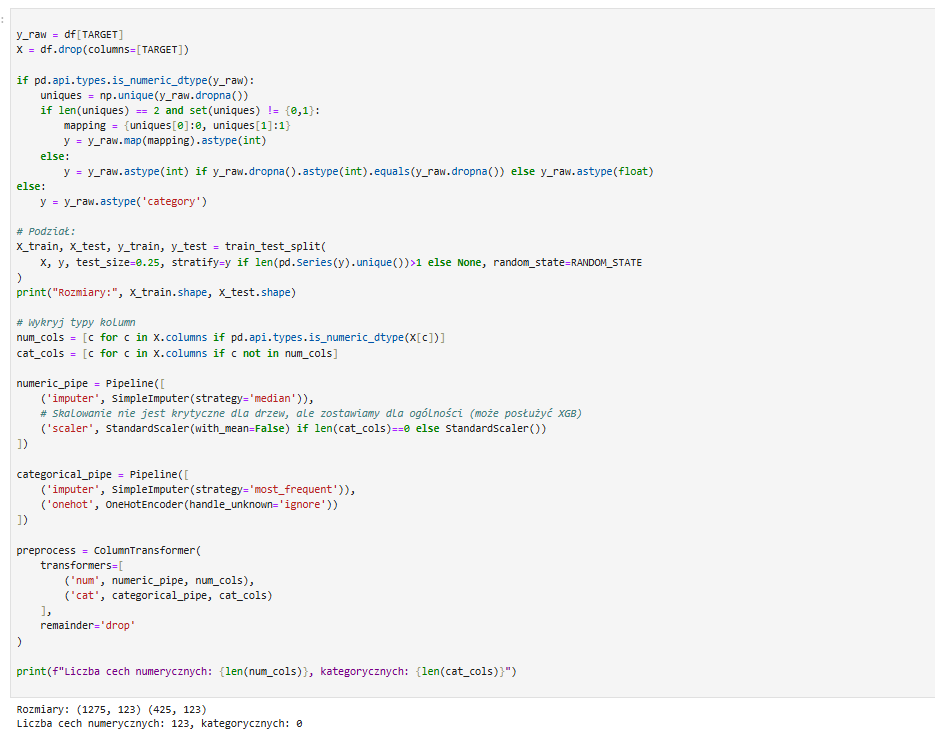 :
y_raw = df[TARGET]
X = df.drop(columns=[TARGET])
if pd.api.types.is_numeric_dtype(y_raw):
    uniques = np.unique(y_raw.dropna())
    if len(uniques) == 2 and set(uniques) != {0,1}:
        mapping = {uniques[0]:0, uniques[1]:1}
        y = y_raw.map(mapping).astype(int)
    else:
        y = y_raw.astype(int) if y_raw.dropna().astype(int).equals(y_raw.dropna()) else y_raw.astype(float)
else:
    y = y_raw.astype('category')
# Podział:
X_train, X_test, y_train, y_test = train_test_split(
    X, y, test_size=0.25, stratify=y if len(pd.Series(y).unique())>1 else None, random_state=RANDOM_STATE
)
print("Rozmiary:", X_train.shape, X_test.shape)
# Wykryj typy kolumn
num_cols = [c for c in X.columns if pd.api.types.is_numeric_dtype(X[c])]
cat_cols = [c for c in X.columns if c not in num_cols]
numeric_pipe = Pipeline([
    ('imputer', SimpleImputer(strategy='median')),
    # Skalowanie nie jest krytyczne dla drzew, ale zostawiamy dla ogólności (może posłużyć XGB)
    ('scaler', StandardScaler(with_mean=False) if len(cat_cols)==0 else StandardScaler())
])
categorical_pipe = Pipeline([
    ('imputer', SimpleImputer(strategy='most_frequent')),
    ('onehot', OneHotEncoder(handle_unknown='ignore'))
])
preprocess = ColumnTransformer(
    transformers=[
        ('num', numeric_pipe, num_cols),
        ('cat', categorical_pipe, cat_cols)
    ],
    remainder='drop'
)
print(f"Liczba cech numerycznych: {len(num_cols)}, kategorycznych: {len(cat_cols)}")
Rozmiary: (1275, 123) (425, 123)
Liczba cech numerycznych: 123, kategorycznych: 0